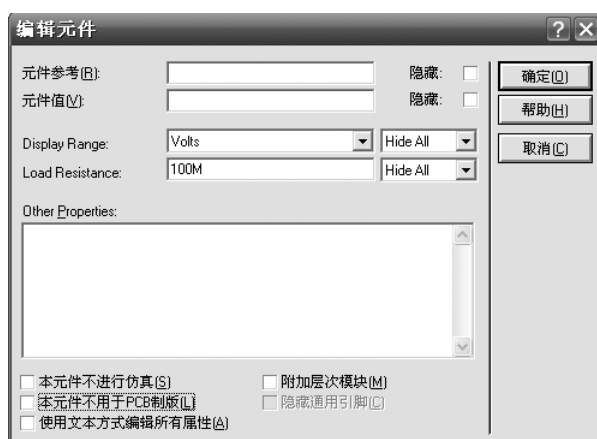 编辑元件
元件参考(R): 隐藏: 确定(O)
元件值(V): 隐藏: 帮助(H)
Display Range: Volts Hide All 取消(C)
Load Resistance: 100M Hide All
Other Properties:
本元件不进行仿真(S) 附加层次模块(M)
本元件不用于PCB制版(L) 隐藏通用引脚(C)
使用文本方式编辑所有属性(A)